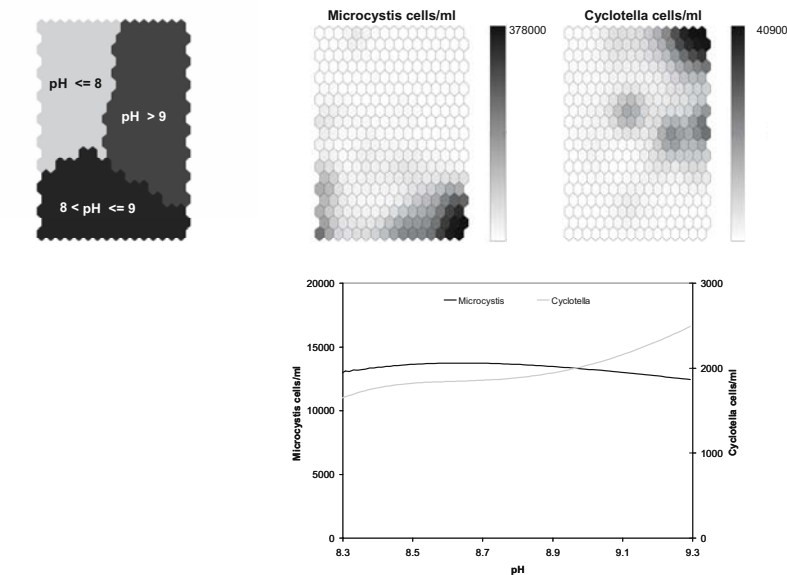 Microcystis cells/ml
Cyclotella cells/ml
378000
40900
pH <= 8
pH > 9
8 < pH <= 9
20000
15000
10000
5000
0
Microcystis cells/ml
Microcystis
Cyclotella
3000
2000
1000
0
Cyclotella cells/ml
8.3 8.5 8.7 8.9 9.1 9.3
pH